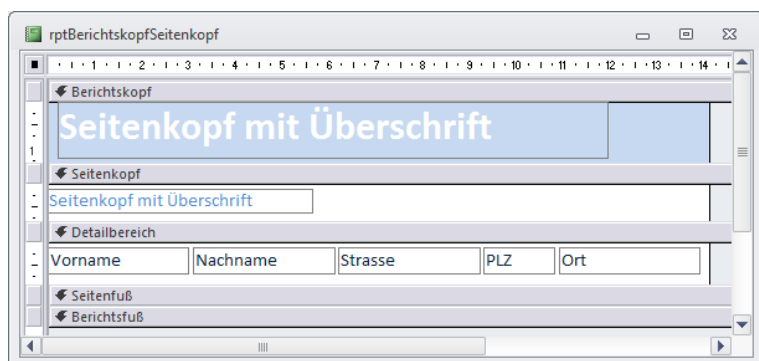 rptBerichtskopfSeitenkopf
1 2 3 4 5 6 7 8 9 10 11 12 13 14
Berichtskopf
Seitenkopf mit Überschrift
1
Seitenkopf
Seitenkopf mit Überschrift
Detailbereich
Vorname Nachname Strasse PLZ Ort
Seitenfuß
Berichtsfuß